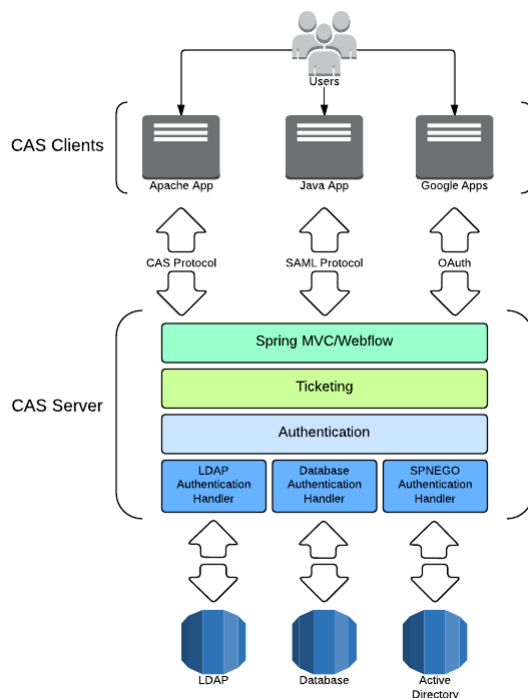 Users
CAS Clients
Apache App
Java App
Google Apps
CAS Protocol
SAML Protocol
OAuth
CAS Server
Spring MVC/Webflow
Ticketing
Authentication
LDAP
Authentication
Handler
Database
Authentication
Handler
SPNEGO
Authentication
Handler
LDAP
Database
Active
Directory